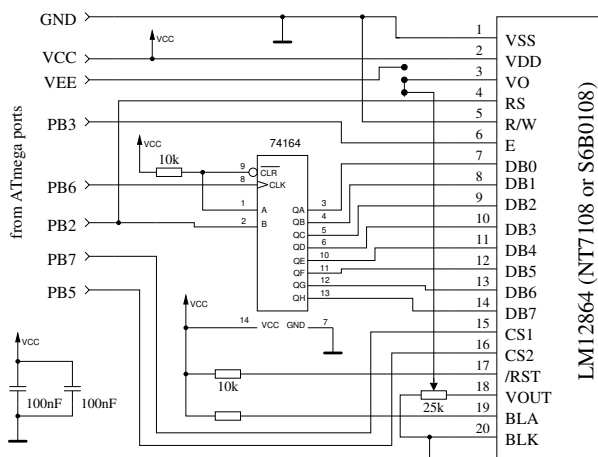 GND
VCC
VEE
PB3
PB6
PB2
PB7
PB5
from ATmega ports
VCC
VCC
10k
74164
9 CLR
8 CLK
1 A
2 B
QA 3
QB 4
QC 5
QD 6
QE 10
QF 11
QG 12
QH 13
14 VCC GND 7
VCC
10k
VCC
100nF 100nF
25k
1 VSS
2 VDD
3 VO
4 RS
5 R/W
6 E
7 DB0
8 DB1
9 DB2
10 DB3
11 DB4
12 DB5
13 DB6
14 DB7
15 CS1
16 CS2
17 /RST
18 VOUT
19 BLA
20 BLK
LM12864 (NT7108 or S6B0108)